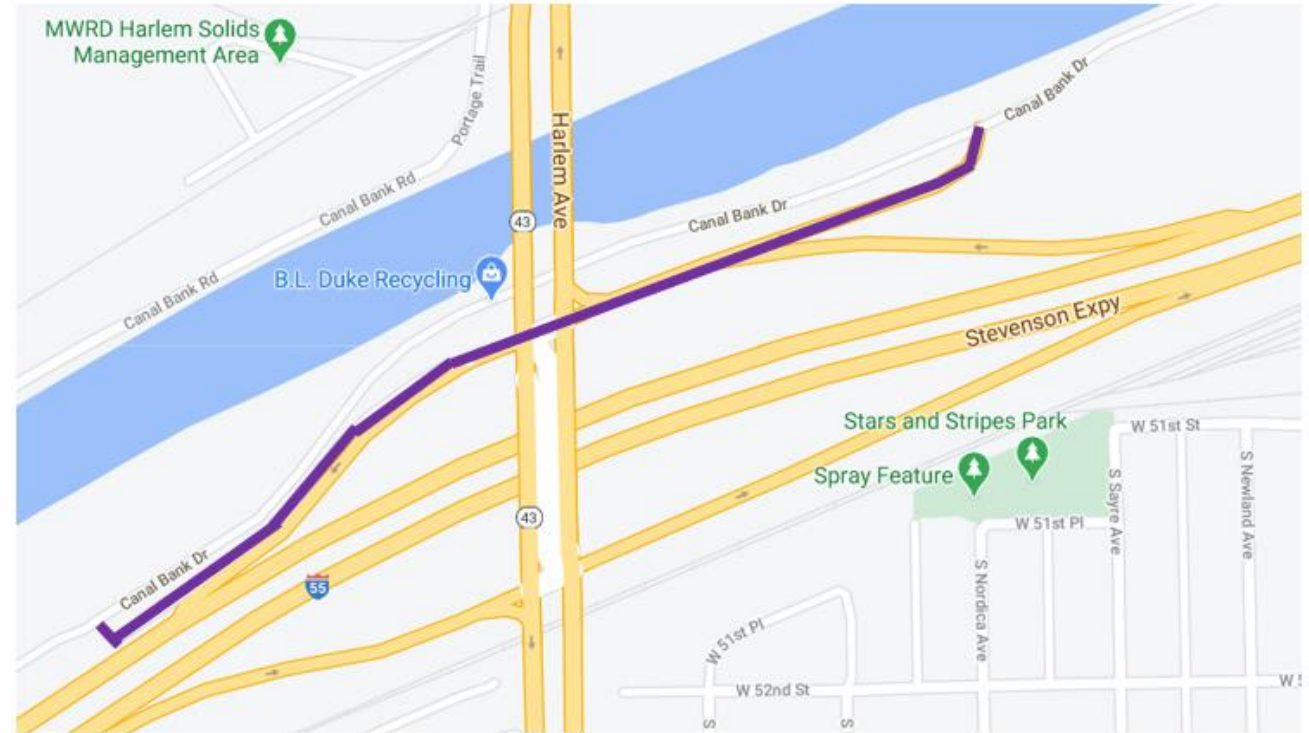 MWRD Harlem Solids
Management Area
Portage Trail
Canal Bank Dr
Harlem Ave
Canal Bank Rd
43
Canal Bank Dr
B.L. Duke Recycling
Canal Bank Rd
Stevenson Expy
Stars and Stripes Park
W 51st St
Spray Feature
S Sayre Ave
S Newland Ave
43
W 51st Pl
Canal Bank Dr
55
S Nordica Ave
W 51st Pl
W 52nd St
W 5
S
S